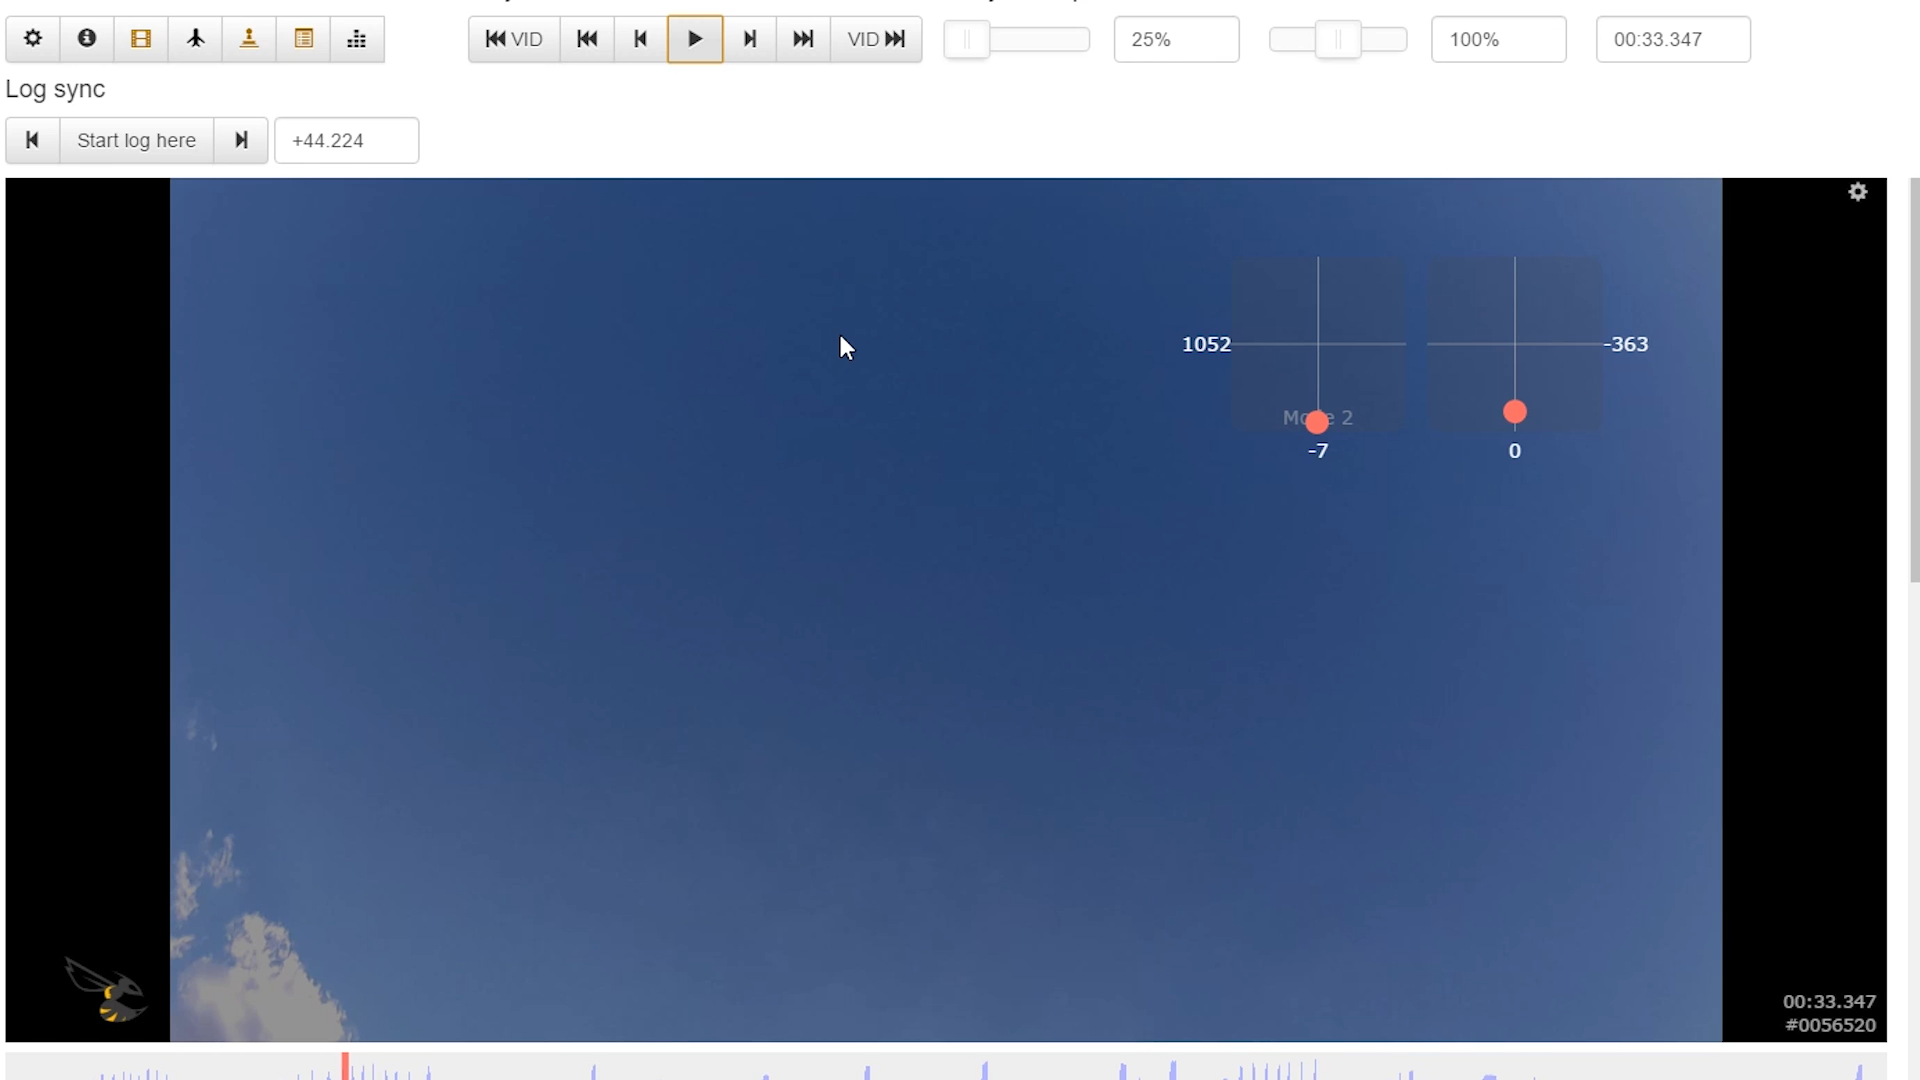 VID
VID
25%
100%
00:33.347
Log sync
Start log here
+44.224
1052
-363
Mode 2
-7
0
00:33.347
#0056520